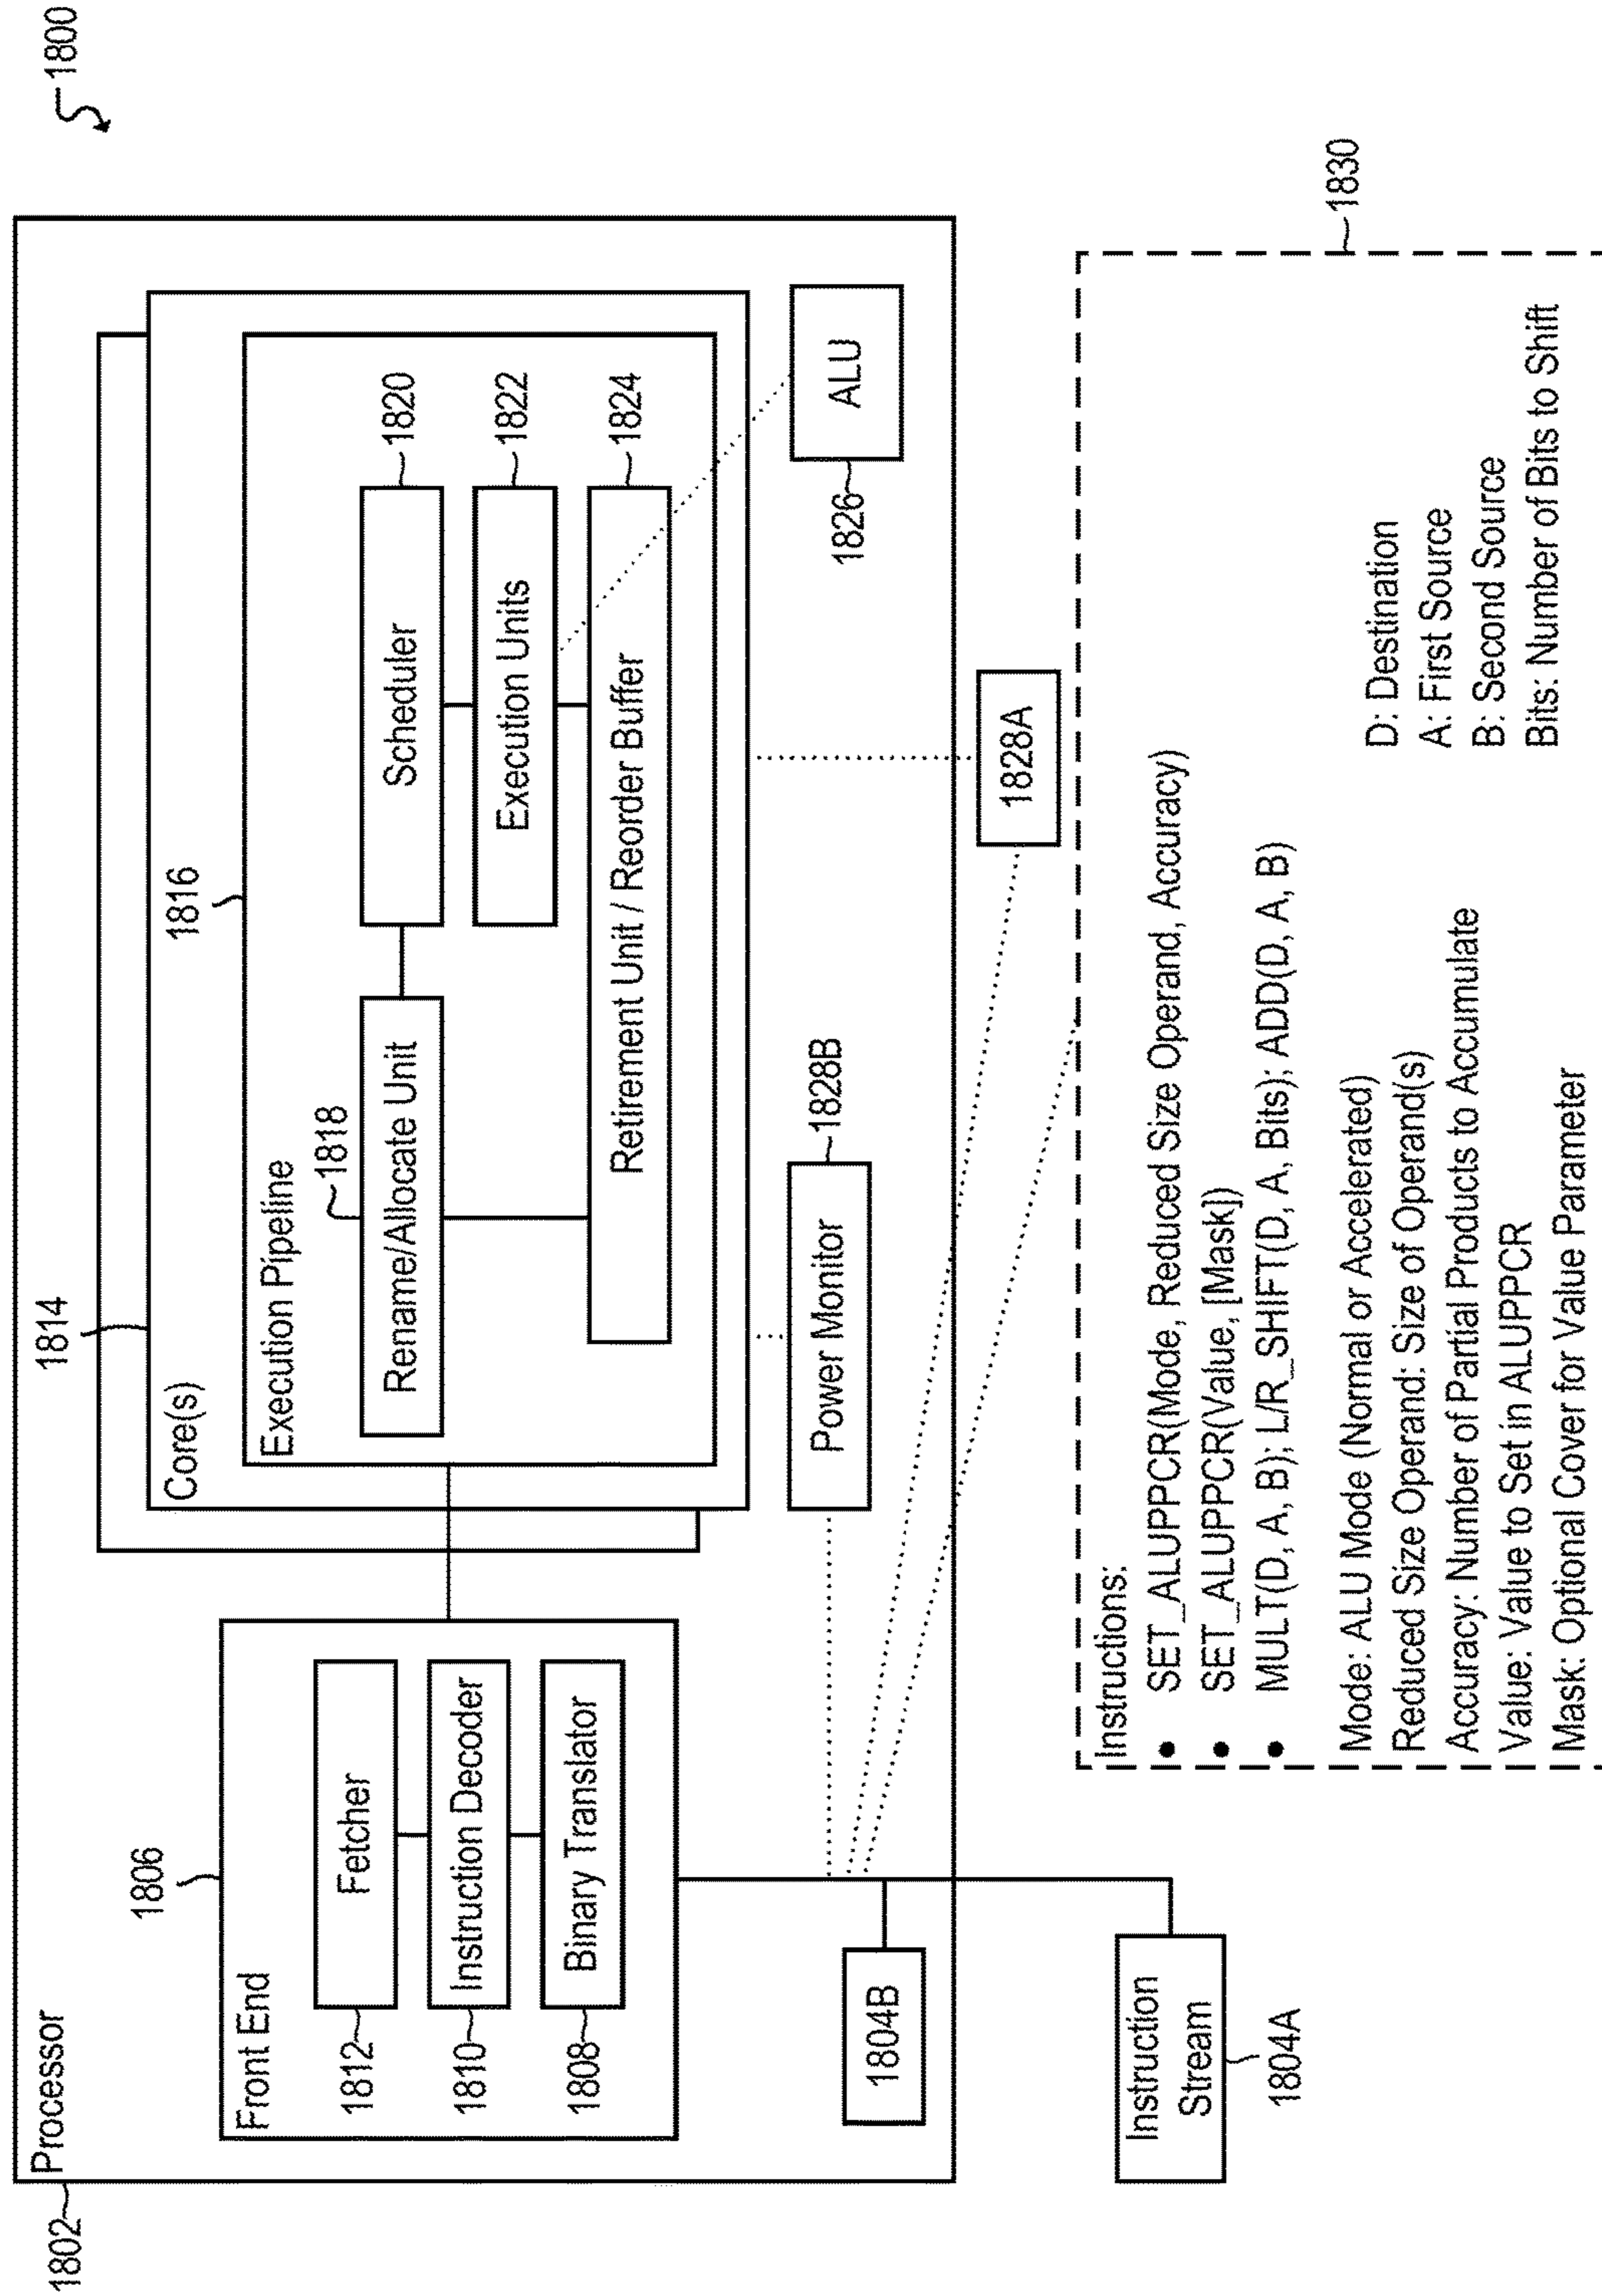 1800
1802
Processor
1806
Front End
Fetcher
1812
Instruction Decoder
1810
Binary Translator
1808
1814
Core(s)
1816
Execution Pipeline
1818
Rename/Allocate Unit
Scheduler
1820
Execution Units
1822
Retirement Unit / Reorder Buffer
1824
Power Monitor
1828B
ALU
1826
1804B
1828A
Instruction
Stream
1804A
1830
Instructions:
• SET_ALUPPCR(Mode, Reduced Size Operand, Accuracy)
• SET_ALUPPCR(Value, [Mask])
• MULT(D, A, B); L/R_SHIFT(D, A, Bits); ADD(D, A, B)
Mode: ALU Mode (Normal or Accelerated)
Reduced Size Operand: Size of Operand(s)
Accuracy: Number of Partial Products to Accumulate
Value: Value to Set in ALUPPCR
Mask: Optional Cover for Value Parameter
D: Destination
A: First Source
B: Second Source
Bits: Number of Bits to Shift